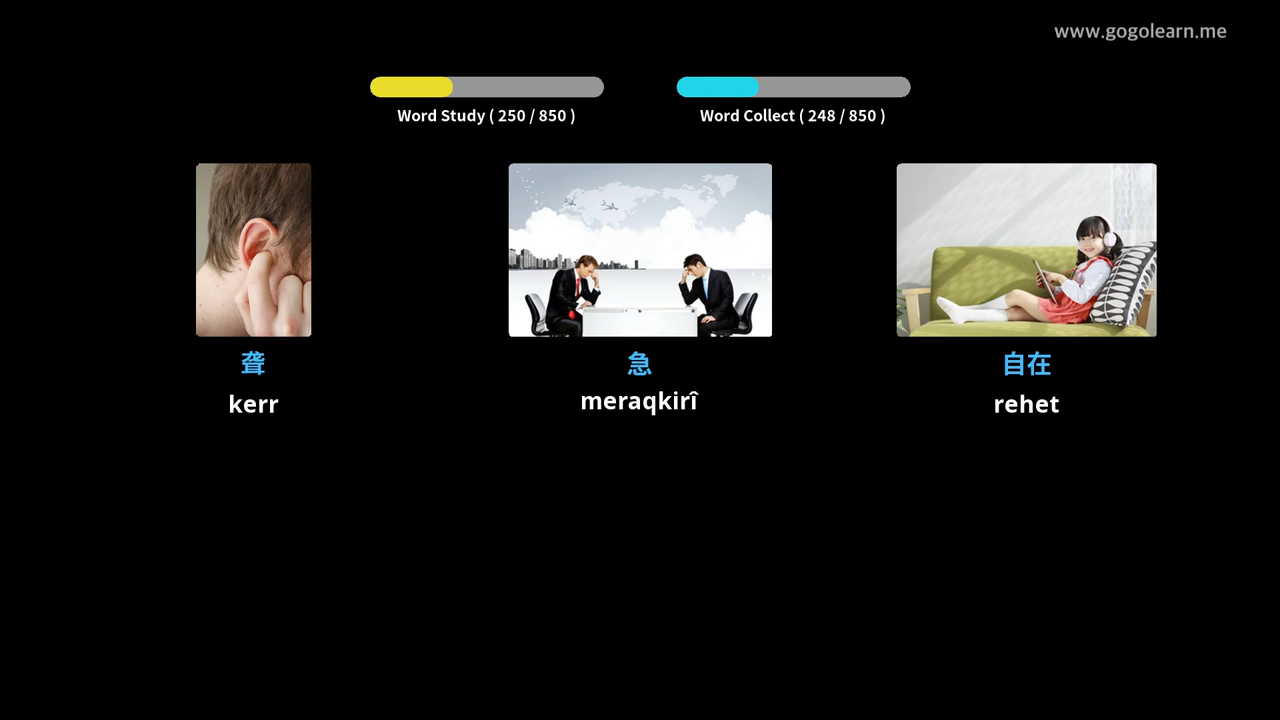 www.gogolearn.me
Word Study ( 250 / 850 )
Word Collect ( 248 / 850 )
聋
kerr
急
meraqkirî
自在
rehet